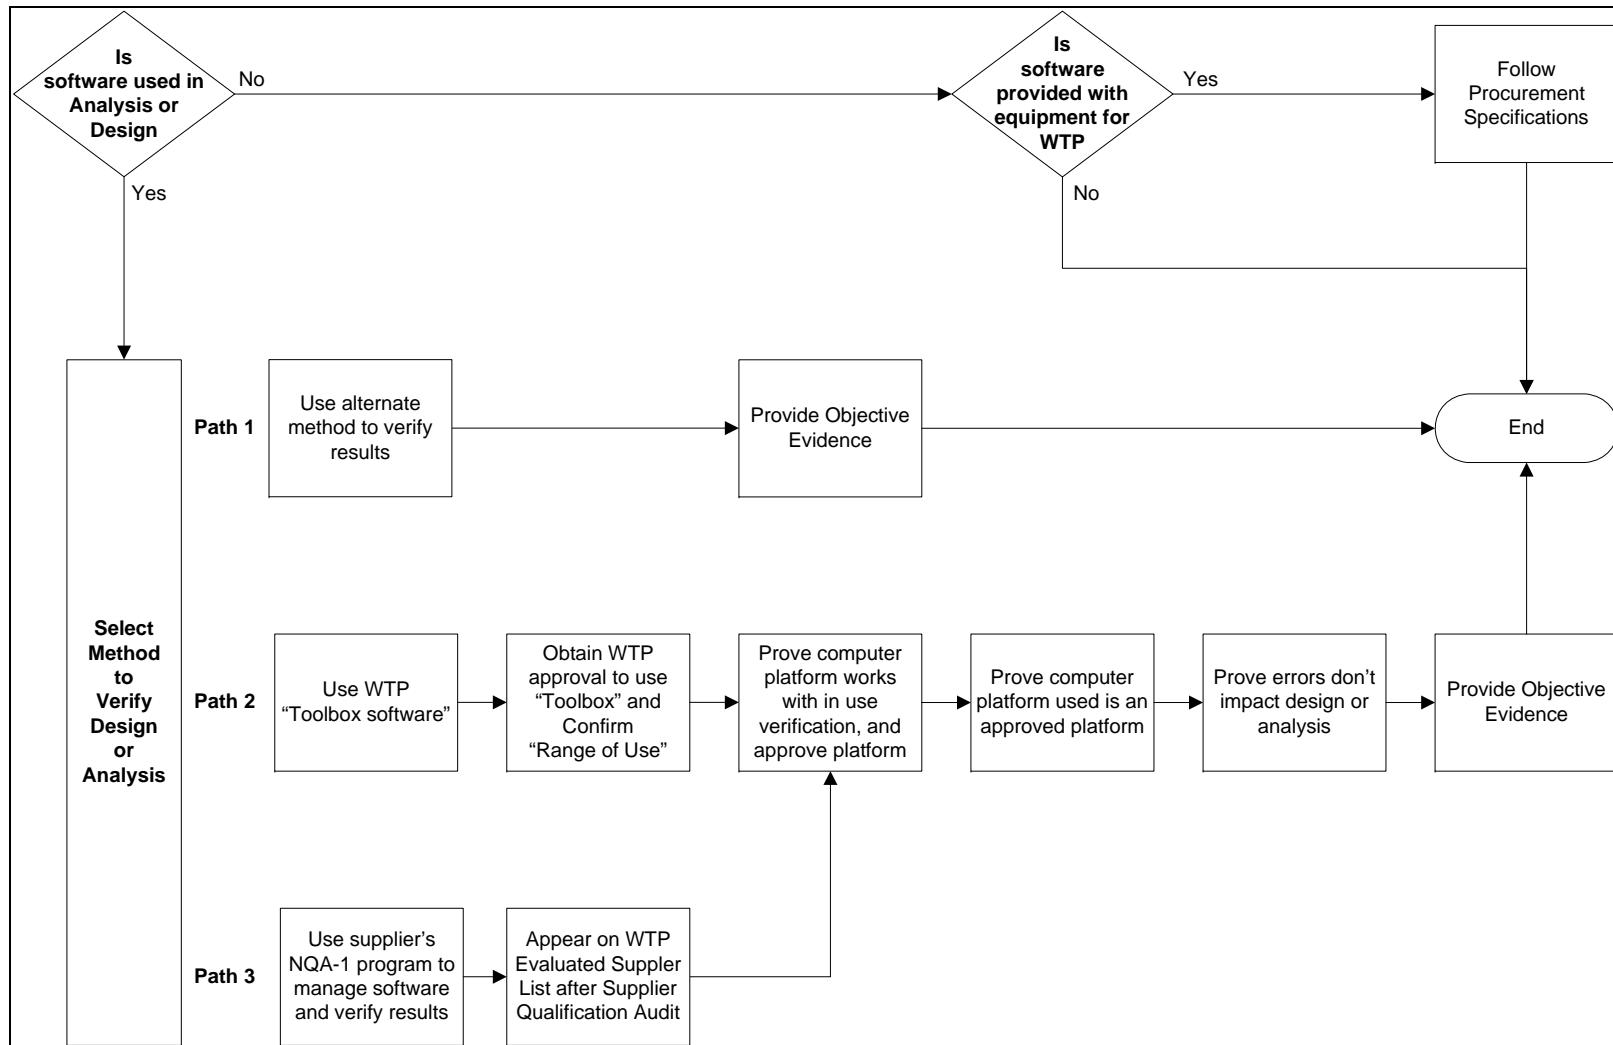 Is
software used in
Analysis or
Design
No
Yes
Is
software
provided with
equipment for
WTP
Yes
No
Follow
Procurement
Specifications
Select
Method
to
Verify
Design
or
Analysis
Path 1
Use alternate
method to verify
results
Provide Objective
Evidence
End
Path 2
Use WTP
“Toolbox software”
Obtain WTP
approval to use
“Toolbox” and
Confirm
“Range of Use”
Prove computer
platform works
with in use
verification, and
approve platform
Prove computer
platform used is an
approved platform
Prove errors don’t
impact design or
analysis
Provide Objective
Evidence
Path 3
Use supplier’s
NQA-1 program to
manage software
and verify results
Appear on WTP
Evaluated Suppler
List after Supplier
Qualification Audit